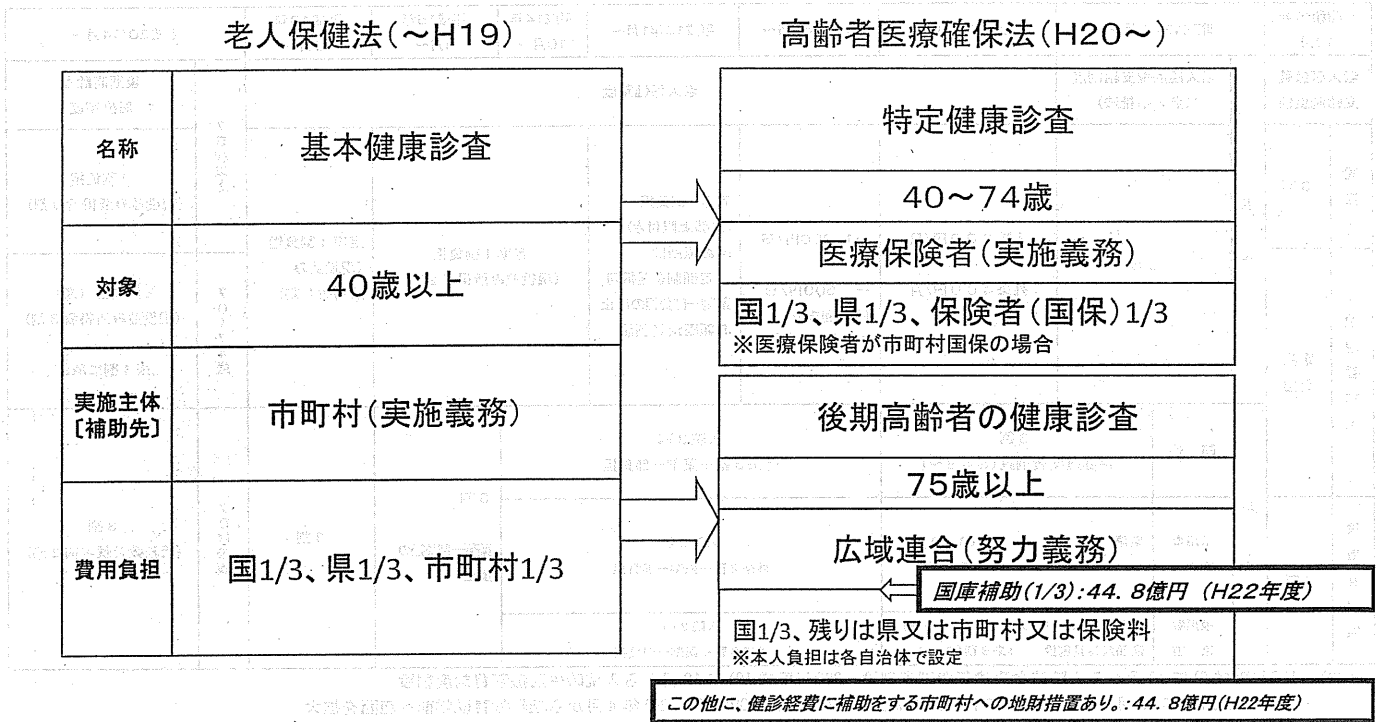 老人保健法(～H19)
高齢者医療確保法(H20～)
名称
基本健康診査
対象
40歳以上
実施主体
〔補助先〕
市町村(実施義務)
費用負担
国1/3、県1/3、市町村1/3
特定健康診査
40～74歳
医療保険者(実施義務)
国1/3、県1/3、保険者(国保)1/3
※医療保険者が市町村国保の場合
後期高齢者の健康診査
75歳以上
広域連合(努力義務)
国庫補助(1/3):44.8億円 (H22年度)
国1/3、残りは県又は市町村又は保険料
※本人負担は各自治体で設定
この他に、健診経費に補助をする市町村への地財措置あり。:44.8億円(H22年度)